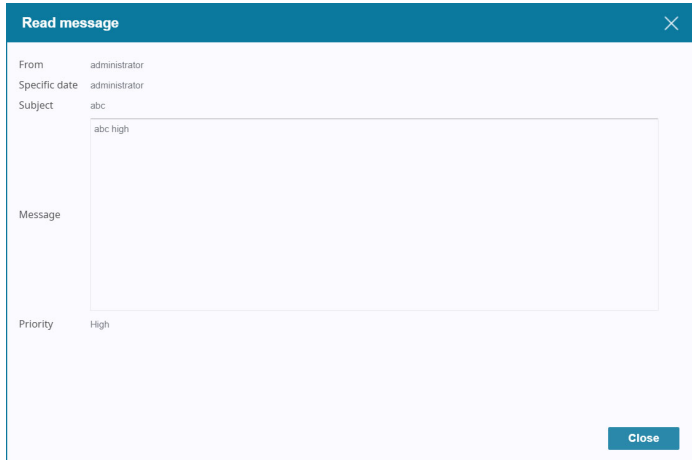 Read message
From administrator
Specific date administrator
Subject abc
abc high
Message
Priority High
Close